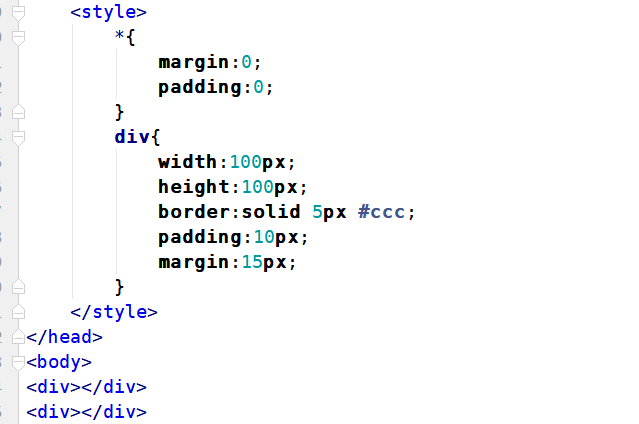 <style>
*{
margin:0;
padding:0;
}
div{
width:100px;
height:100px;
border:solid 5px #ccc;
padding:10px;
margin:15px;
}
</style>
</head>
<body>
<div></div>
<div></div>